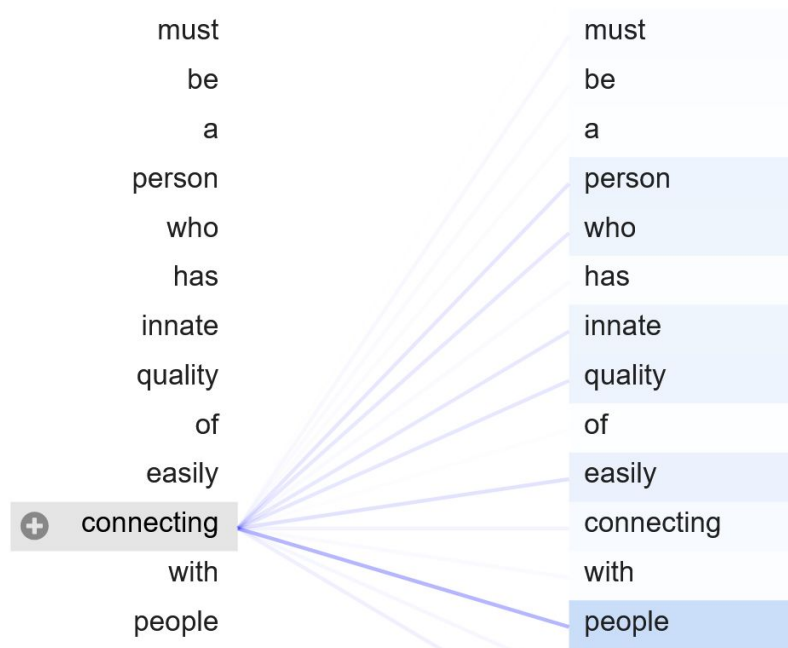 must must
be be
a a
person person
who who
has has
innate innate
quality quality
of of
easily easily
connecting connecting
with with
people people